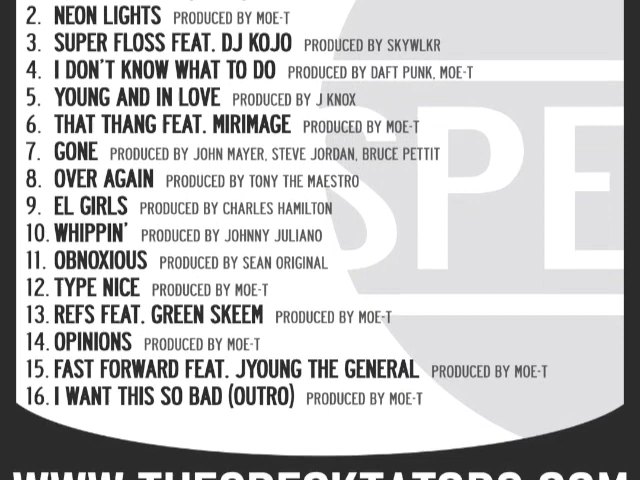 2. NEON LIGHTS PRODUCED BY MOE-T
3. SUPER FLOSS FEAT. DJ KOJO PRODUCED BY SKYWLKR
4. I DON'T KNOW WHAT TO DO PRODUCED BY DAFT PUNK, MOE-T
5. YOUNG AND IN LOVE PRODUCED BY J KNOX
6. THAT THANG FEAT. MIRIMAGE PRODUCED BY MOE-T
7. GONE PRODUCED BY JOHN MAYER, STEVE JORDAN, BRUCE PETTIT
8. OVER AGAIN PRODUCED BY TONY THE MAESTRO
9. EL GIRLS PRODUCED BY CHARLES HAMILTON
10. WHIPPIN' PRODUCED BY JOHNNY JULIANO
11. OBNOXIOUS PRODUCED BY SEAN ORIGINAL
12. TYPE NICE PRODUCED BY MOE-T
13. REFS FEAT. GREEN SKEEM PRODUCED BY MOE-T
14. OPINIONS PRODUCED BY MOE-T
15. FAST FORWARD FEAT. JYOUNG THE GENERAL PRODUCED BY MOE-T
16. I WANT THIS SO BAD (OUTRO) PRODUCED BY MOE-T
SPE